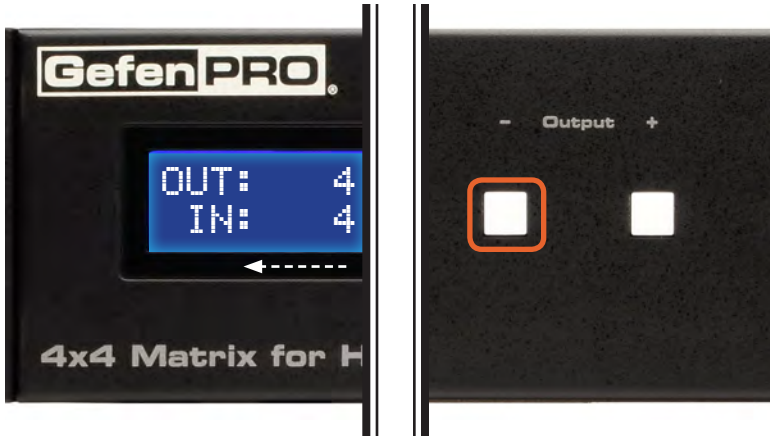 GefenPRO®
OUT: 4
IN: 4
4x4 Matrix for H
- Output +